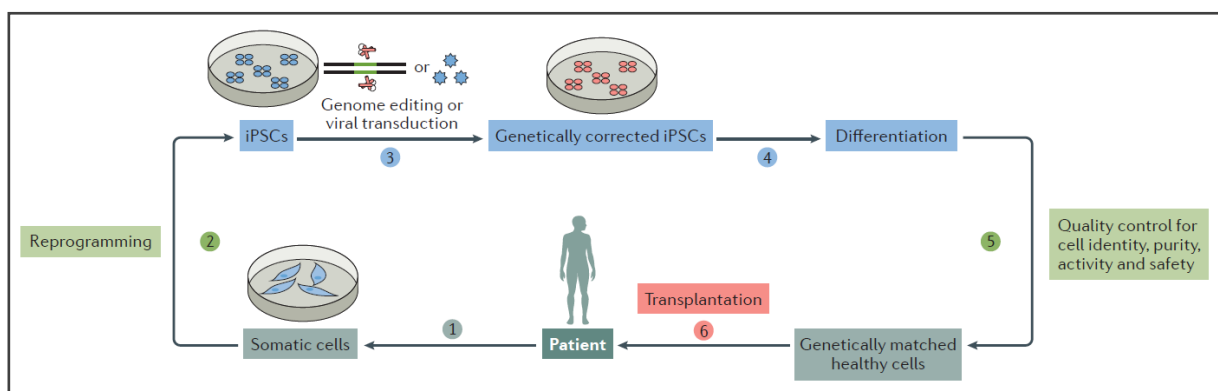 or
Genome editing or
viral transduction
iPSCs
3
Genetically corrected iPSCs
4
Differentiation
Reprogramming
2
5
Quality control for
cell identity, purity,
activity and safety
Transplantation
1
6
Somatic cells
Patient
Genetically matched
healthy cells